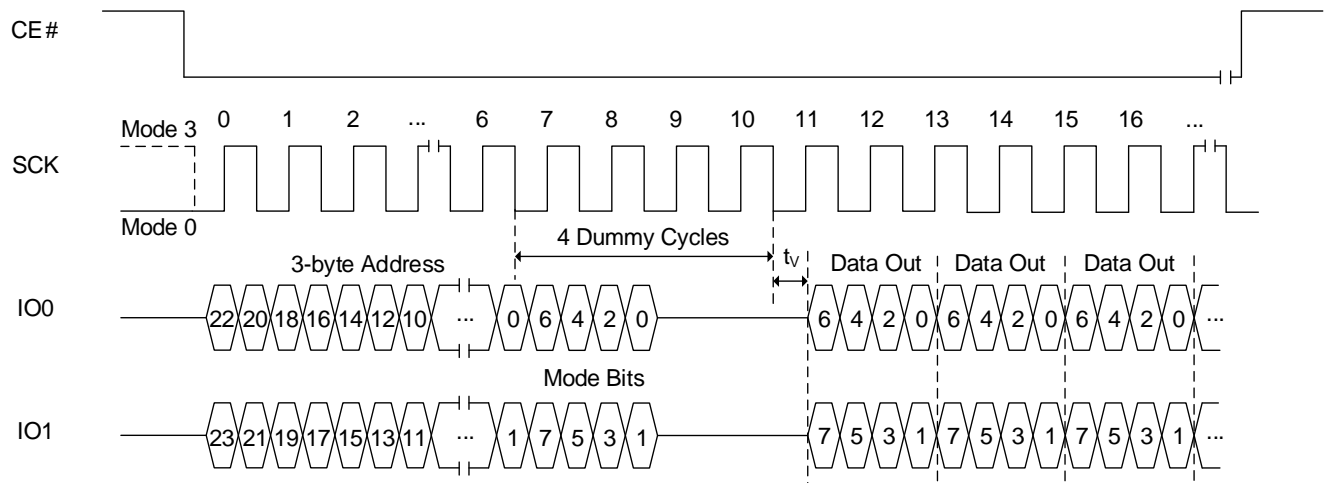 CE#
0 1 2 ... 6 7 8 9 10 11 12 13 14 15 16 ...
Mode 3
SCK
Mode 0
4 Dummy Cycles
3-byte Address
tV
Data Out Data Out Data Out
IO0
22 20 18 16 14 12 10 ... 0 6 4 2 0 6 4 2 0 6 4 2 0 6 4 2 0 ...
Mode Bits
IO1
23 21 19 17 15 13 11 ... 1 7 5 3 1 7 5 3 1 7 5 3 1 7 5 3 1 ...